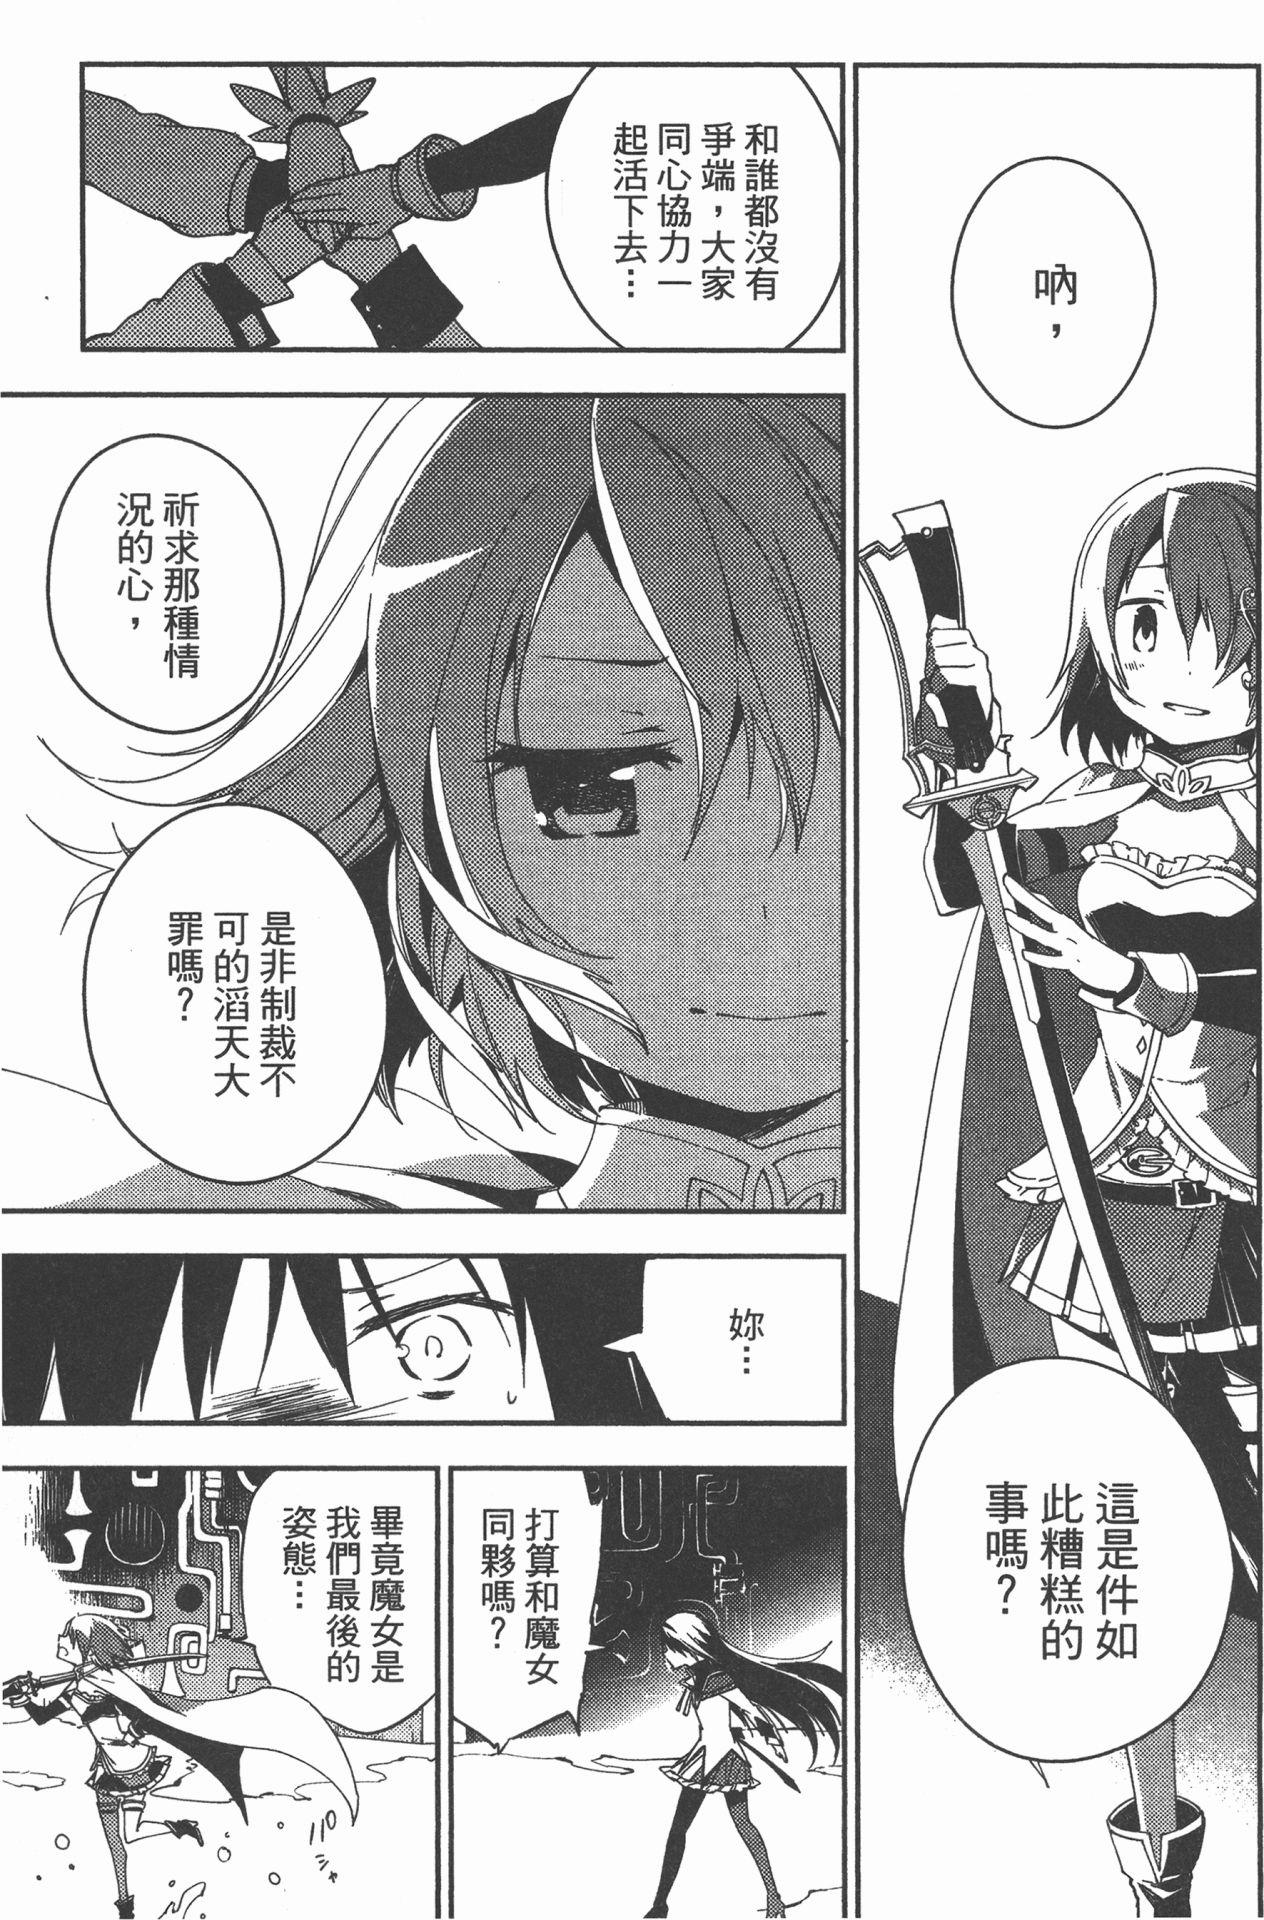 吶，
這是件如
此糟糕的
事嗎？
和誰都沒有
爭端，大家
同心協力一
起活下去…
祈求那種情
況的心，
是非制裁不
可的滔天大
罪嗎？
妳…
打算和魔女
同夥嗎？
畢竟魔女是
我們最後的
姿態…